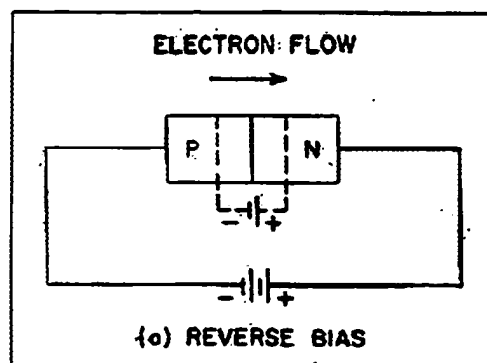 ELECTRON FLOW
P N
- +
- +
(a) REVERSE BIAS